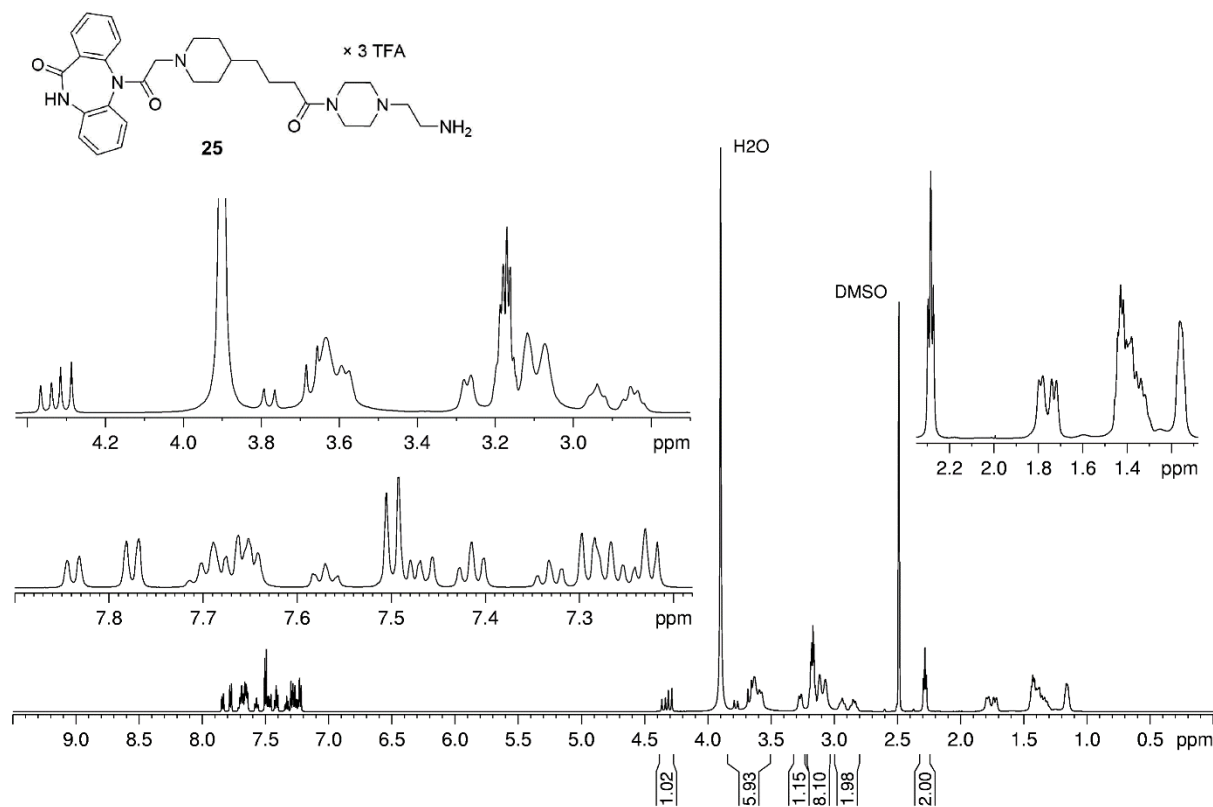 × 3 TFA
O
N
N
O
HN
O
N
N
NH2
25
H2O
DMSO
4.2 4.0 3.8 3.6 3.4 3.2 3.0 ppm
2.2 2.0 1.8 1.6 1.4 ppm
7.8 7.7 7.6 7.5 7.4 7.3 ppm
9.0 8.5 8.0 7.5 7.0 6.5 6.0 5.5 5.0 4.5 4.0 3.5 3.0 2.5 2.0 1.5 1.0 ppm
1.02 5.93 1.15 8.10 1.98 2.00